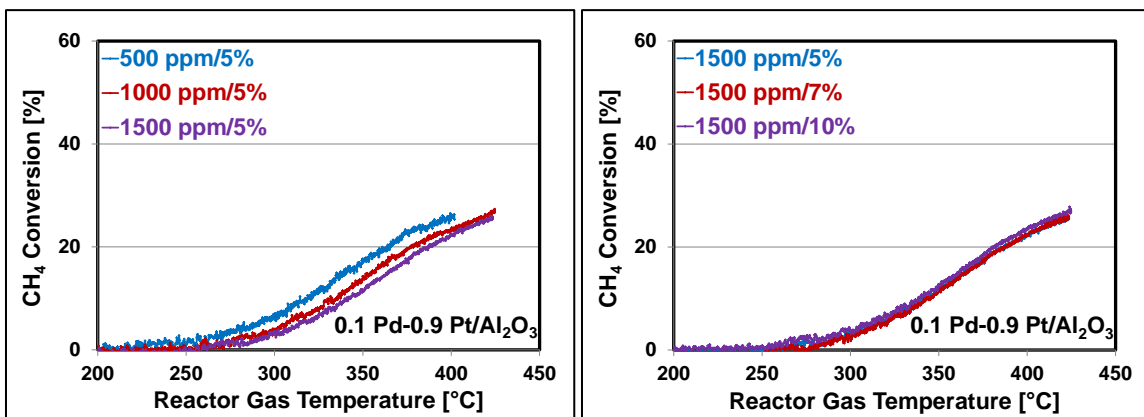 60
40
20
0
CH₄ Conversion [%]
500 ppm/5%
1000 ppm/5%
1500 ppm/5%
0.1 Pd-0.9 Pt/Al₂O₃
200 250 300 350 400 450
Reactor Gas Temperature [°C]
60
40
20
0
CH₄ Conversion [%]
1500 ppm/5%
1500 ppm/7%
1500 ppm/10%
0.1 Pd-0.9 Pt/Al₂O₃
200 250 300 350 400 450
Reactor Gas Temperature [°C]